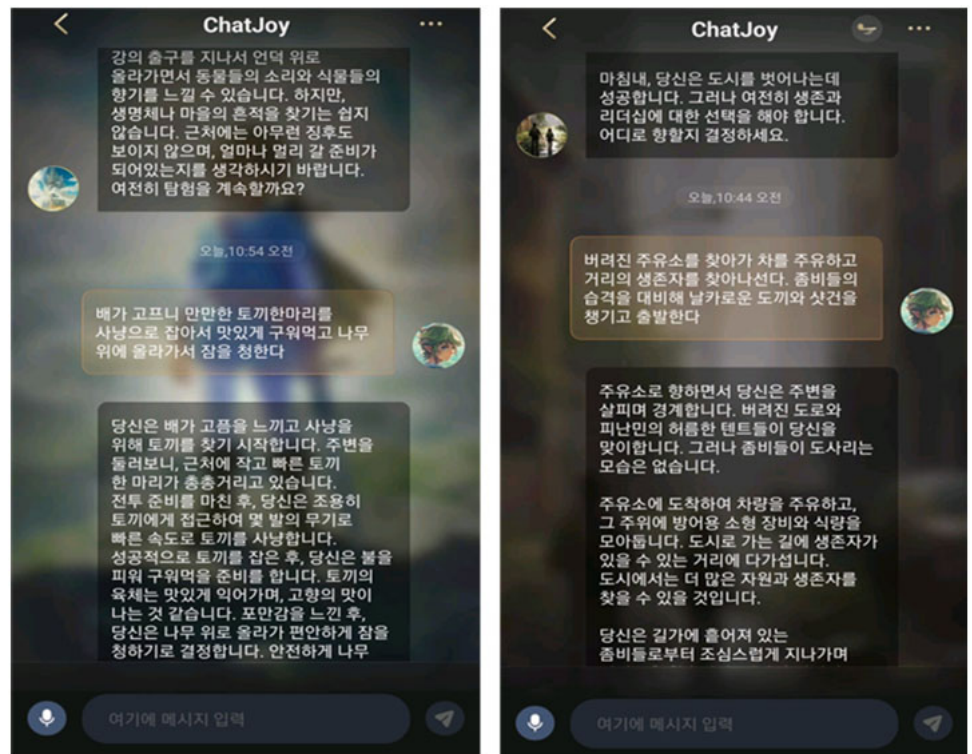 ChatJoy
강의 출구를 지나서 언덕 위로
올라가면서 동물들의 소리와 식물들의
향기를 느낄 수 있습니다. 하지만,
생명체나 마을의 흔적을 찾기는 쉽지
않습니다. 근처에는 아무런 징후도
보이지 않으며, 얼마나 멀리 갈 준비가
되어있는지를 생각하시기 바랍니다.
여전히 탐험을 계속할까요?
오늘,10:54 오전
배가 고프니 만만한 토끼한마리를
사냥으로 잡아서 맛있게 구워먹고 나무
위에 올라가서 잠을 청한다
당신은 배가 고픔을 느끼고 사냥을
위해 토끼를 찾기 시작합니다. 주변을
둘러보니, 근처에 작고 빠른 토끼
한 마리가 총총거리고 있습니다.
전투 준비를 마친 후, 당신은 조용히
토끼에게 접근하여 몇 발의 무기로
빠른 속도로 토끼를 사냥합니다.
성공적으로 토끼를 잡은 후, 당신은 불을
피워 구워먹을 준비를 합니다. 토끼의
육체는 맛있게 익어가며, 고향의 맛이
나는 것 같습니다. 포만감을 느낀 후,
당신은 나무 위로 올라가 편안하게 잠을
청하기로 결정합니다. 안전하게 나무
여기에 메시지 입력
ChatJoy
마침내, 당신은 도시를 벗어나는데
성공합니다. 그러나 여전히 생존과
리더십에 대한 선택을 해야 합니다.
어디로 향할지 결정하세요.
오늘,10:44 오전
버려진 주유소를 찾아가 차를 주유하고
거리의 생존자를 찾아나선다. 좀비들의
습격을 대비해 날카로운 도끼와 샷건을
챙기고 출발한다
주유소로 향하면서 당신은 주변을
살피며 경계합니다. 버려진 도로와
피난민의 허름한 텐트들이 당신을
맞이합니다. 그러나 좀비들이 도사리는
모습은 없습니다.
주유소에 도착하여 차량을 주유하고,
그 주위에 방어용 소형 장비와 식량을
모아둡니다. 도시로 가는 길에 생존자가
있을 수 있는 거리에 다가섭니다.
도시에서는 더 많은 자원과 생존자를
찾을 수 있을 것입니다.
당신은 길가에 흩어져 있는
좀비들로부터 조심스럽게 지나가며
여기에 메시지 입력